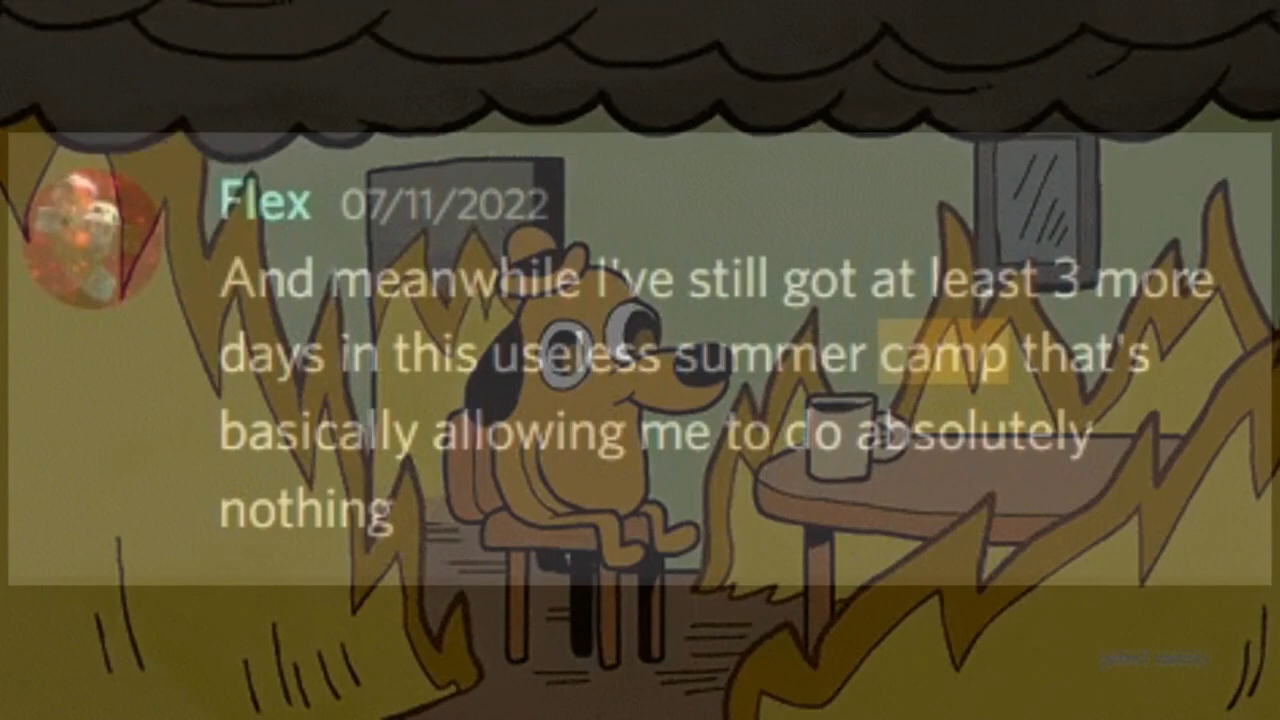 Flex 07/11/2022
And meanwhile I've still got at least 3 more
days in this useless summer camp that's
basically allowing me to do absolutely
nothing